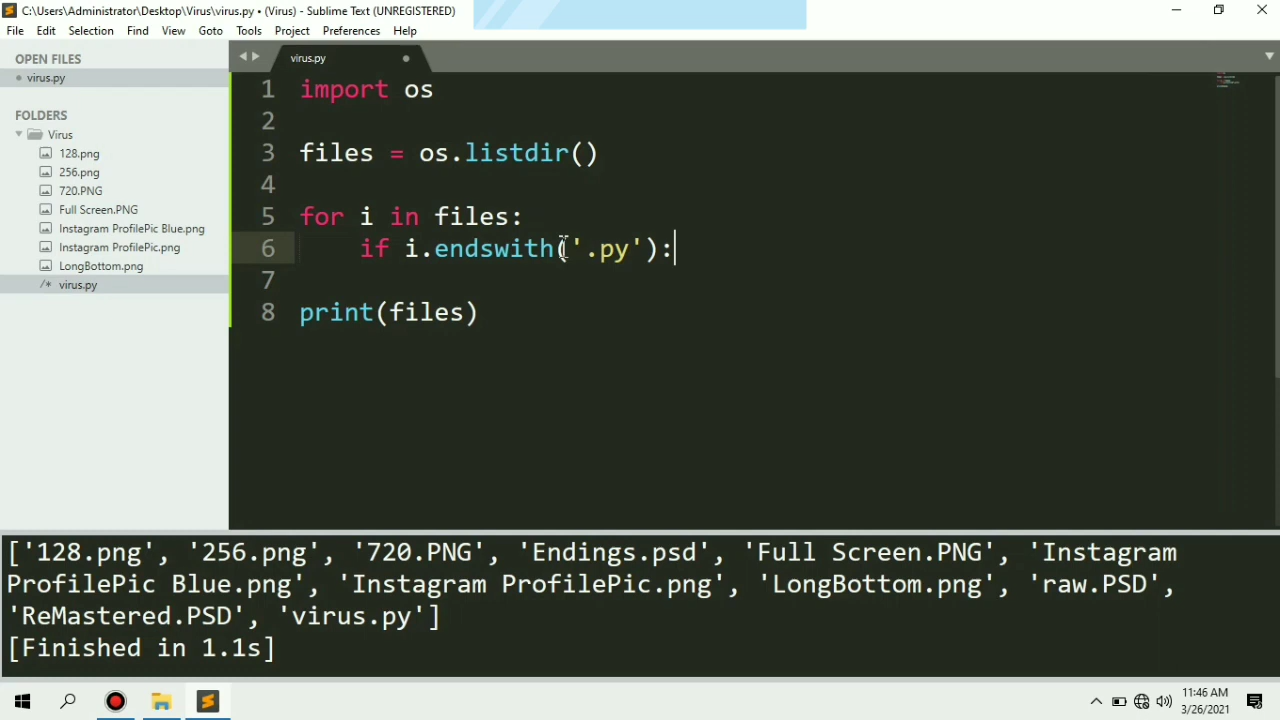 C:\Users\Administrator\Desktop\Virus\virus.py • (Virus) - Sublime Text (UNREGISTERED)
File Edit Selection Find View Goto Tools Project Preferences Help
OPEN FILES
virus.py
FOLDERS
Virus
128.png
256.png
720.PNG
Full Screen.PNG
Instagram ProfilePic Blue.png
Instagram ProfilePic.png
LongBottom.png
/* virus.py
virus.py
1 import os
2
3 files = os.listdir()
4
5 for i in files:
6 if i.endswith('.py'):
7
8 print(files)
['128.png', '256.png', '720.PNG', 'Endings.psd', 'Full Screen.PNG', 'Instagram
ProfilePic Blue.png', 'Instagram ProfilePic.png', 'LongBottom.png', 'raw.PSD',
'ReMastered.PSD', 'virus.py']
[Finished in 1.1s]
11:46 AM
3/26/2021